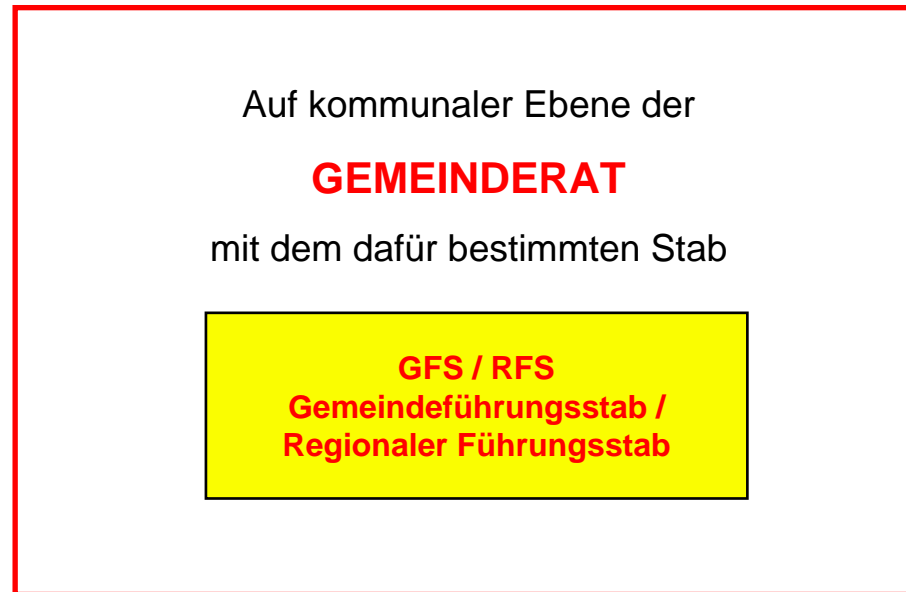 Auf kommunaler Ebene der
GEMEINDERAT
mit dem dafür bestimmten Stab
GFS / RFS
Gemeindeführungsstab /
Regionaler Führungsstab